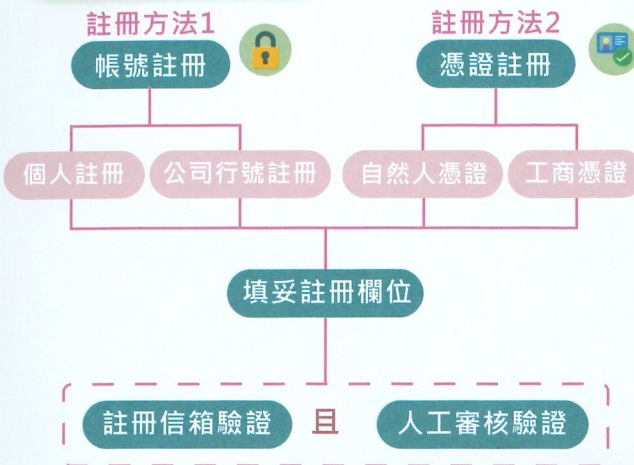 註冊方法1
註冊方法2
帳號註冊
憑證註冊
個人註冊
公司行號註冊
自然人憑證
工商憑證
填妥註冊欄位
註冊信箱驗證
且
人工審核驗證